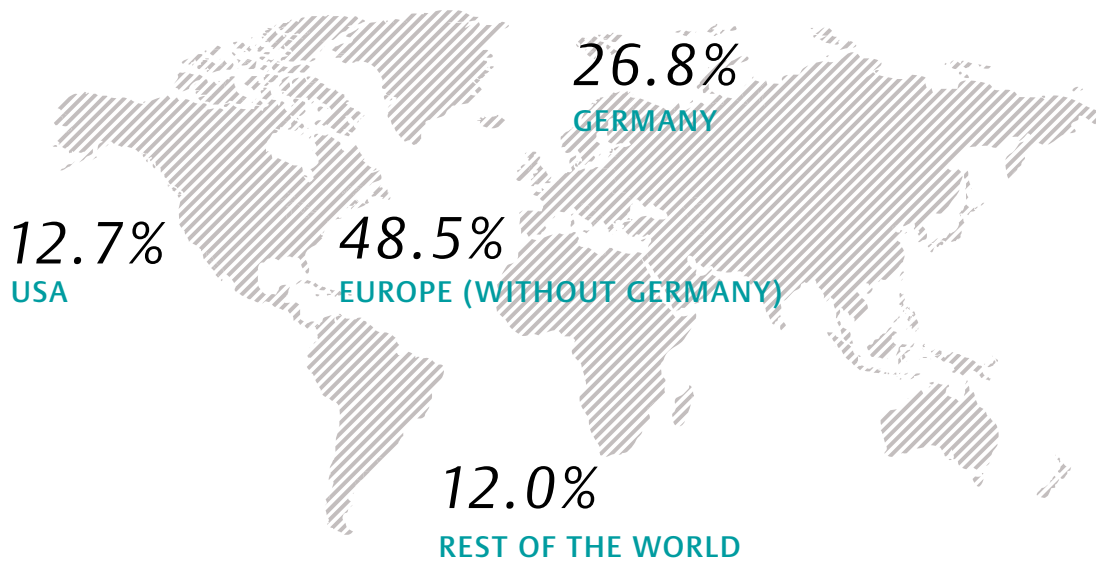 26.8%
GERMANY
12.7%
USA
48.5%
EUROPE (WITHOUT GERMANY)
12.0%
REST OF THE WORLD